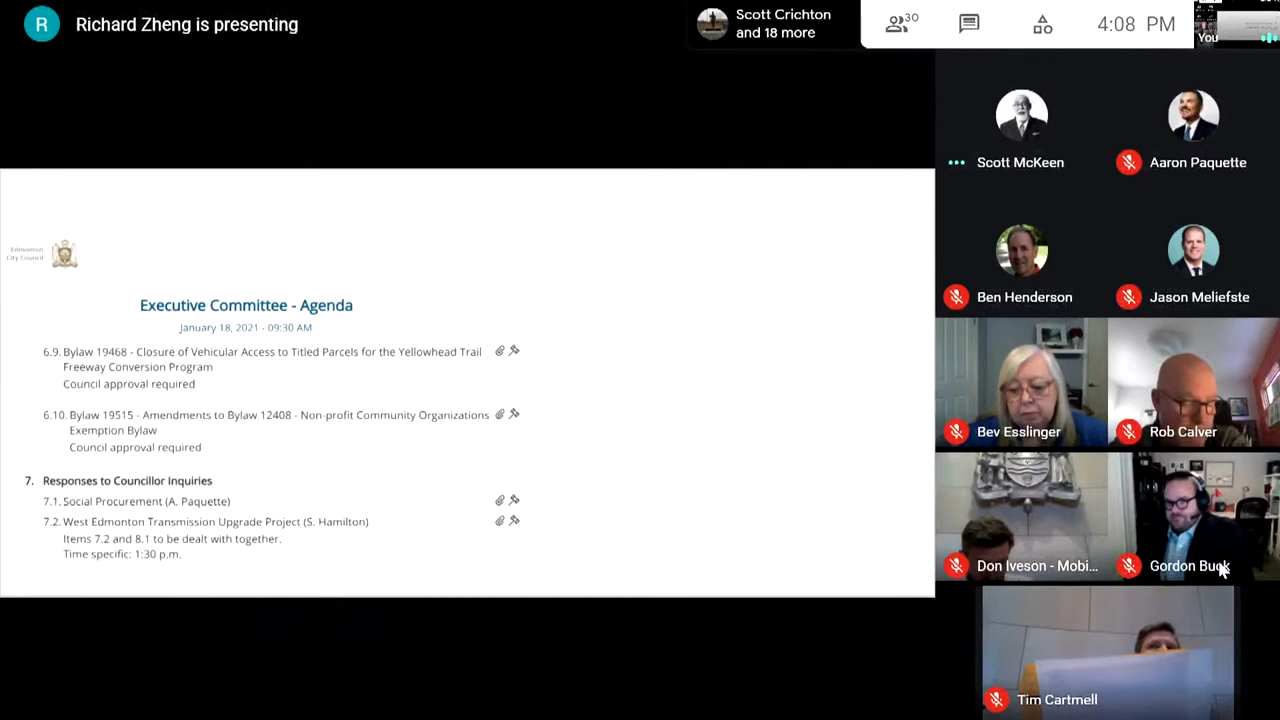 R
Richard Zheng is presenting
Scott Crichton
and 18 more
30
4:08 PM
You
Scott McKeen
Aaron Paquette
Ben Henderson
Jason Meliefste
Bev Esslinger
Rob Calver
Don Iveson - Mobi...
Gordon Buck
Tim Cartmell
Edmonton
City Council
Executive Committee - Agenda
January 18, 2021 - 09:30 AM
6.9. Bylaw 19468 - Closure of Vehicular Access to Titled Parcels for the Yellowhead Trail
Freeway Conversion Program
Council approval required
6.10. Bylaw 19515 - Amendments to Bylaw 12408 - Non-profit Community Organizations
Exemption Bylaw
Council approval required
7. Responses to Councillor Inquiries
7.1. Social Procurement (A. Paquette)
7.2. West Edmonton Transmission Upgrade Project (S. Hamilton)
Items 7.2 and 8.1 to be dealt with together.
Time specific: 1:30 p.m.